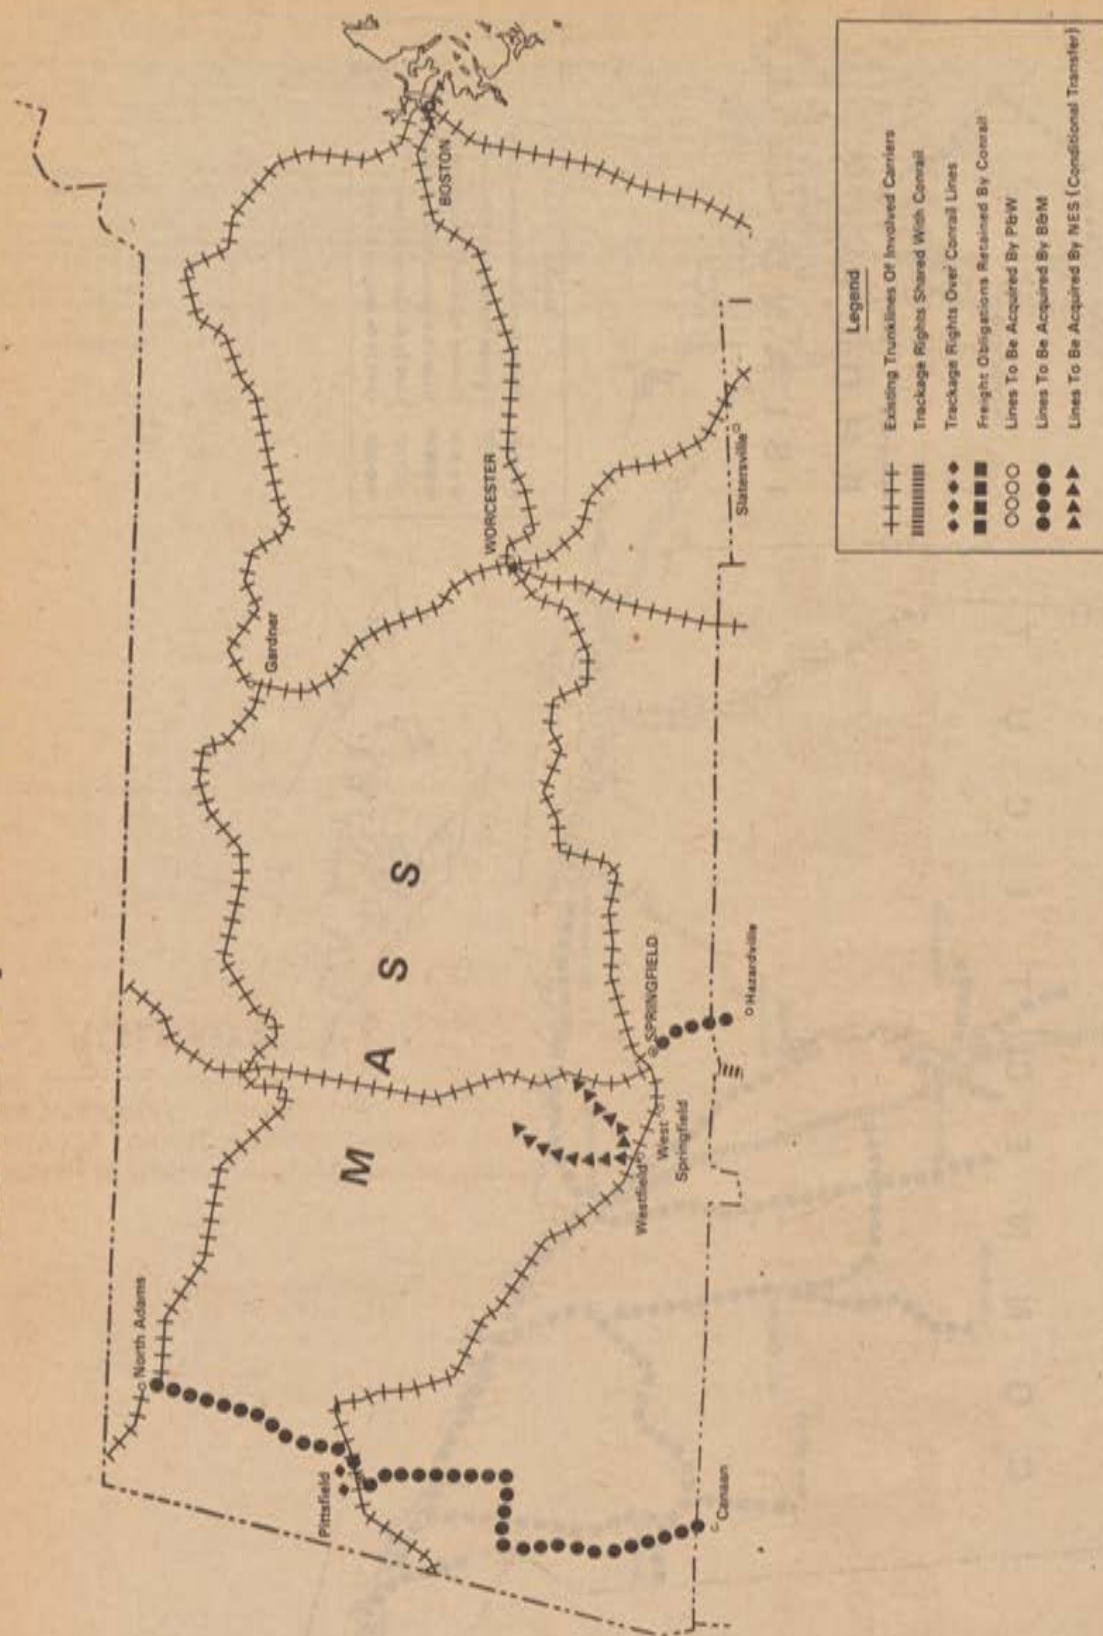 North Adams
Pittsfield
Canaan
Westfield
West
Springfield
SPRINGFIELD
Hazardville
Gardner
WORCESTER
Slatersville
BOSTON
M A S S
Legend
Existing Trunklines Of Involved Carriers
Trackage Rights Shared With Conrail
Trackage Rights Over Conrail Lines
Freight Obligations Retained By Conrail
Lines To Be Acquired By P&W
Lines To Be Acquired By B&M
Lines To Be Acquired By NES (Conditional Transfer)